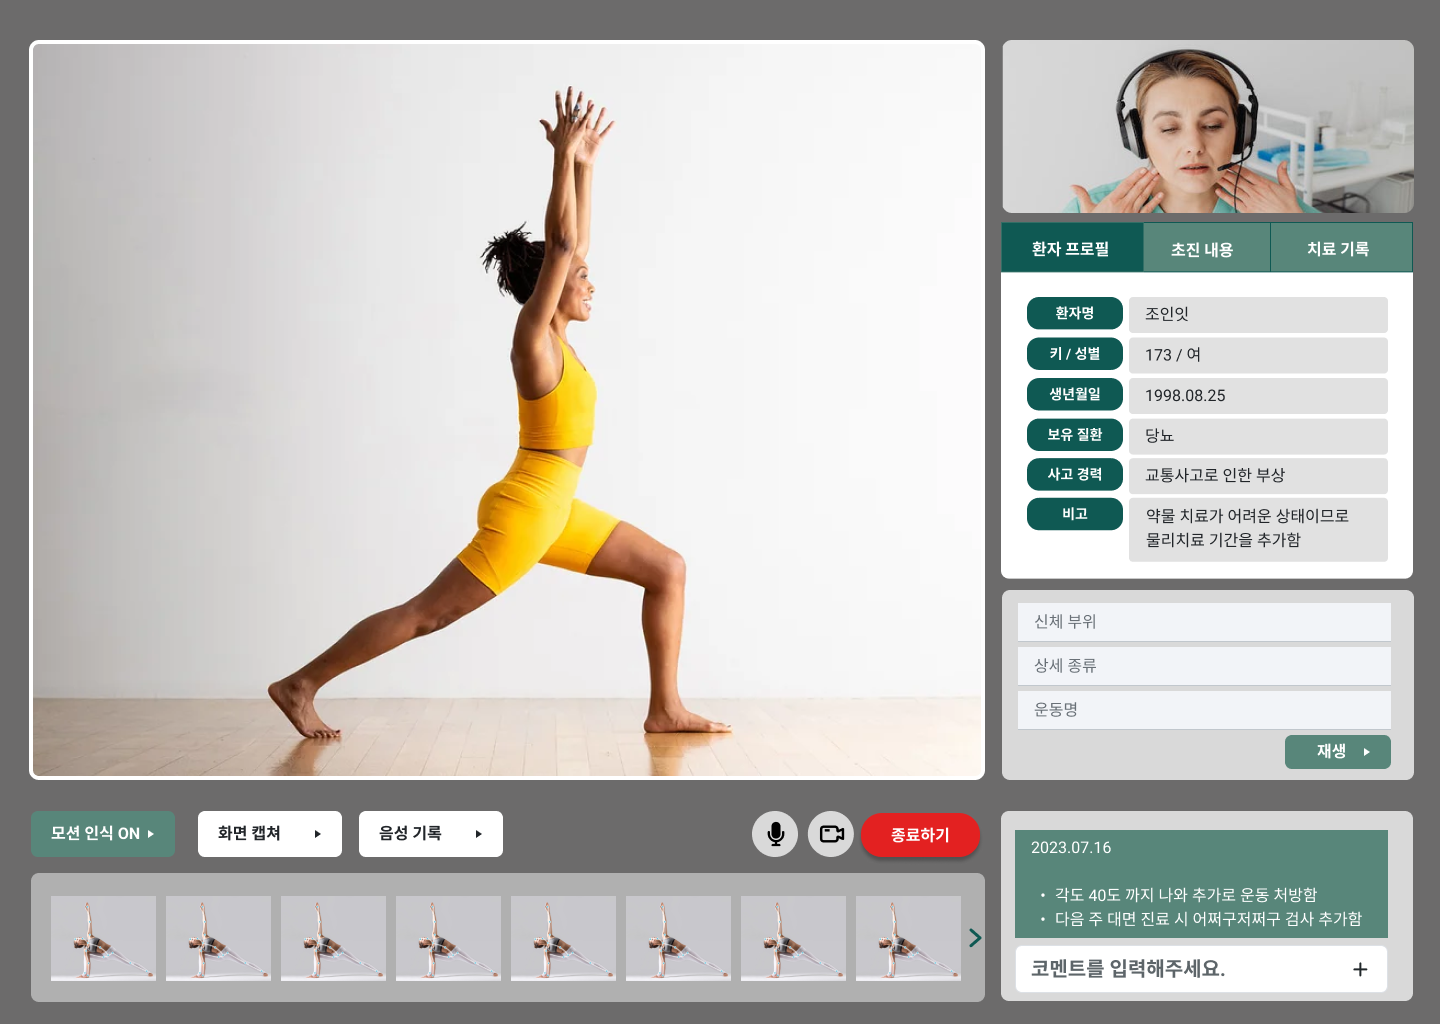 환자 프로필
초진 내용
치료 기록
환자명
조인잇
키 / 성별
173 / 여
생년월일
1998.08.25
보유 질환
당뇨
사고 경력
교통사고로 인한 부상
비고
약물 치료가 어려운 상태이므로
물리치료 기간을 추가함
신체 부위
상세 종류
운동명
재생
모션 인식 ON
화면 캡쳐
음성 기록
종료하기
2023.07.16
• 각도 40도 까지 나와 추가로 운동 처방함
• 다음 주 대면 진료 시 어쩌구저쩌구 검사 추가함
코멘트를 입력해주세요.